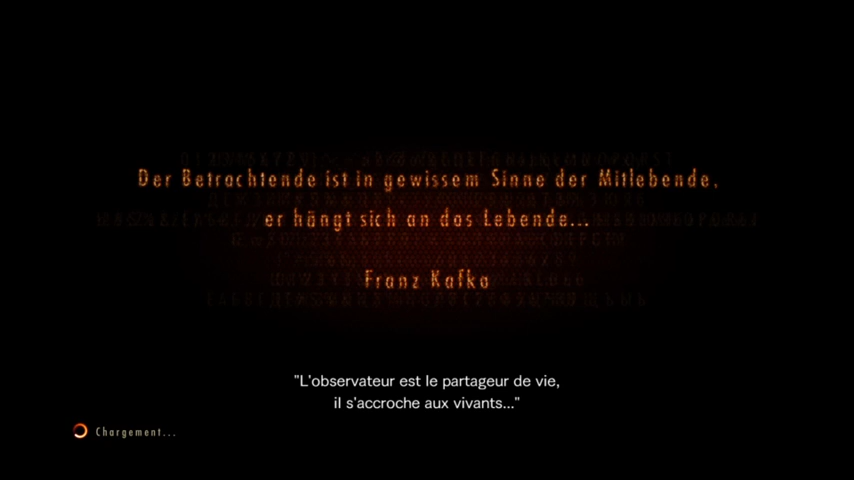 Der Betrachtende ist in gewissem Sinne der Mitlebende,
er hängt sich an das Lebende...
Franz Kafka
"L'observateur est le partageur de vie,
il s'accroche aux vivants..."
Chargement...